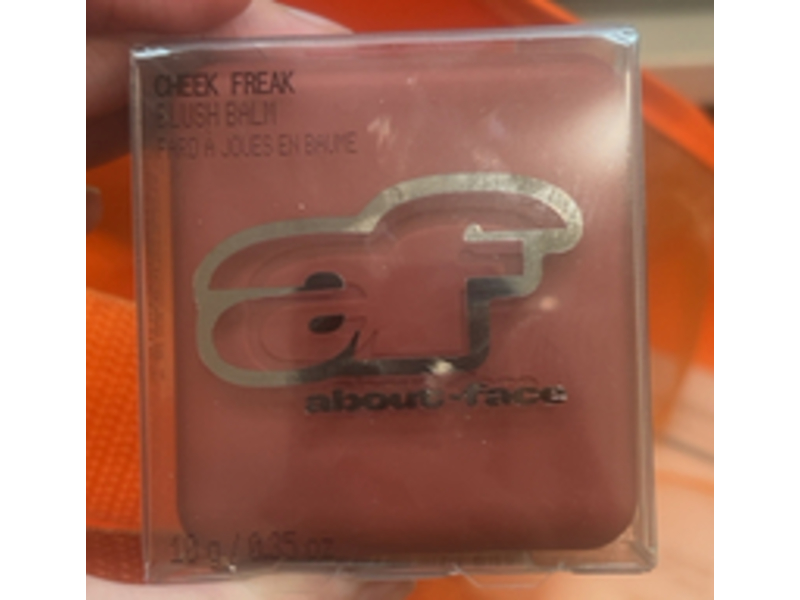 CHEEK FREAK
BLUSH BALM
FARD À JOUES EN BAUME
af
about-face
10 g / 0.35 oz